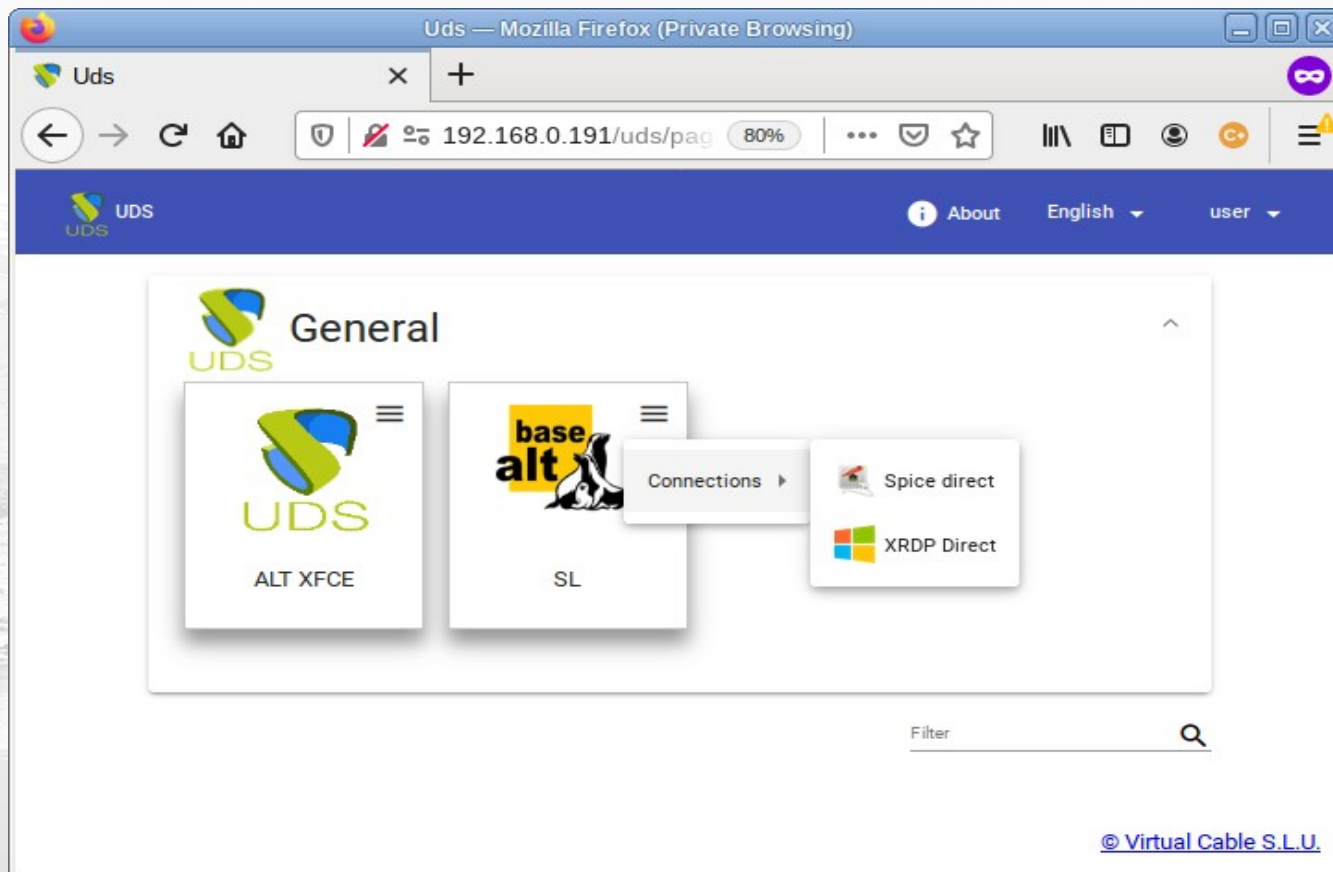 Uds — Mozilla Firefox (Private Browsing)
Uds
192.168.0.191/uds/pag 80%
UDS UDS About English user
UDS General
UDS
ALT XFCE
base
alt
SL
Connections
Spice direct
XRDP Direct
Filter
© Virtual Cable S.L.U.